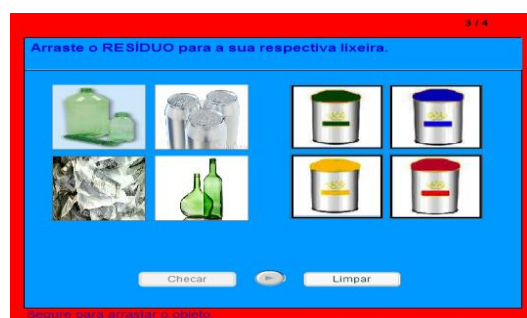 3 / 4
Arraste o RESÍDUO para a sua respectiva lixeira.
Checar
Limpar
Segure para arrastar o objeto